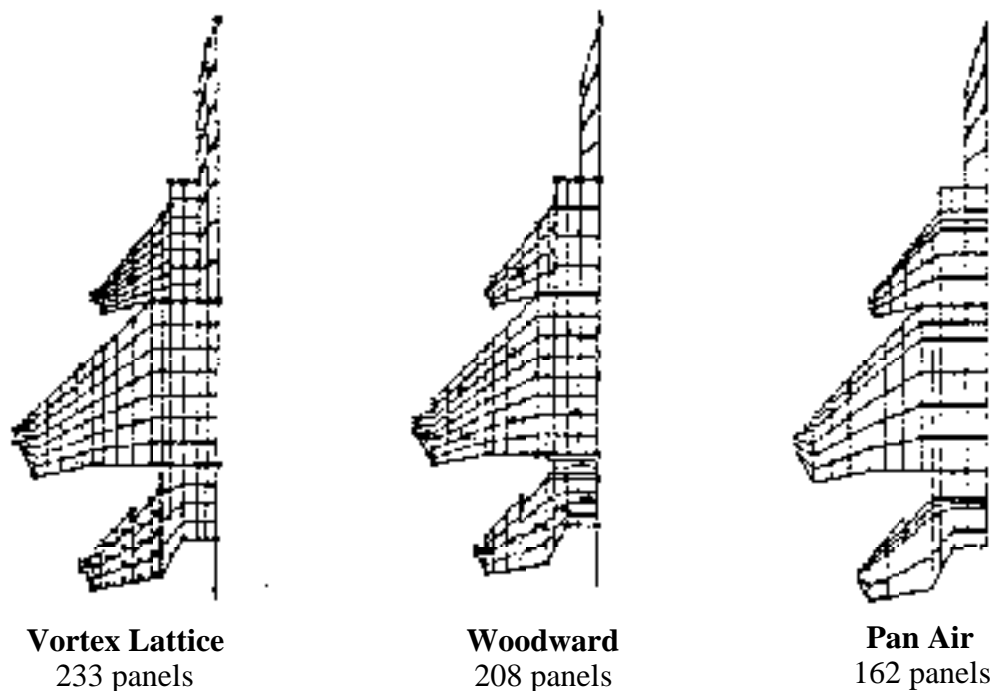 Vortex Lattice
233 panels
Woodward
208 panels
Pan Air
162 panels